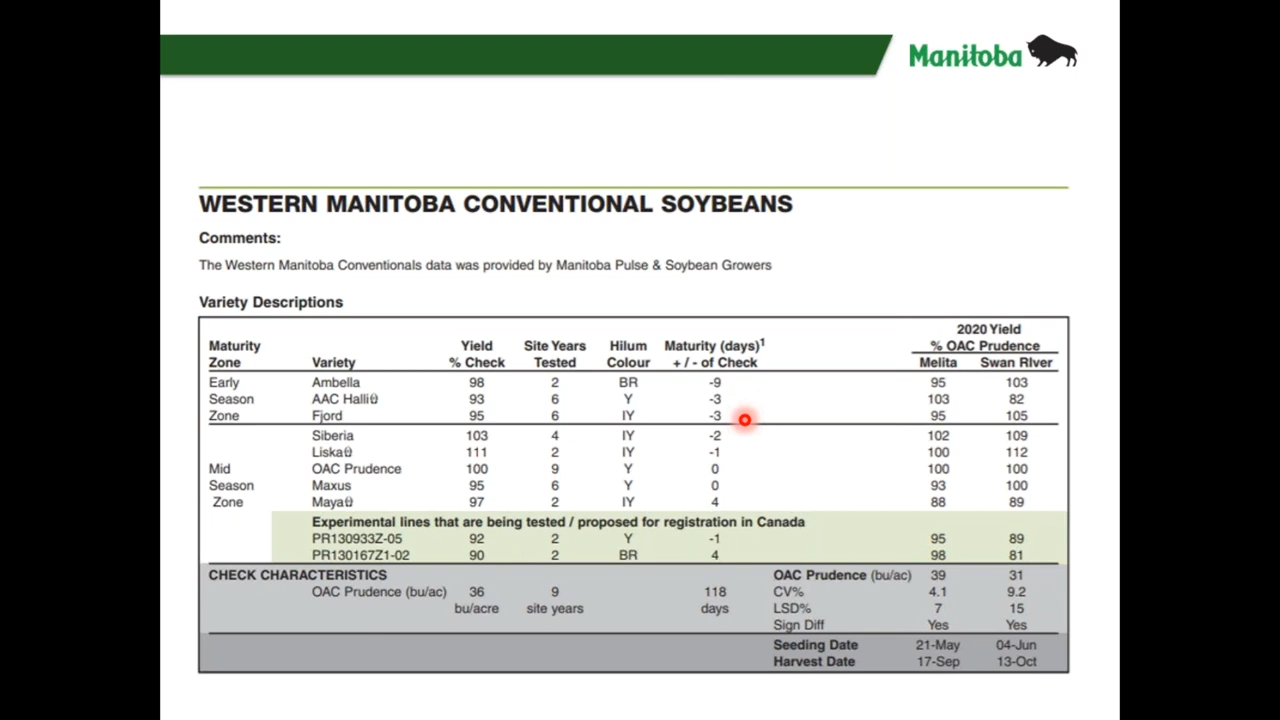 Manitoba
WESTERN MANITOBA CONVENTIONAL SOYBEANS
Comments:
The Western Manitoba Conventionals data was provided by Manitoba Pulse & Soybean Growers
Variety Descriptions
2020 Yield
Maturity Yield Site Years Hilum Maturity (days)¹ % OAC Prudence
Zone Variety % Check Tested Colour + / - of Check Melita Swan RIver
Early Ambella 98 2 BR -9 95 103
Season AAC Halli 93 6 Y -3 103 82
Zone Fjord 95 6 IY -3 95 105
Siberia 103 4 IY -2 102 109
Liska 111 2 IY -1 100 112
Mid OAC Prudence 100 9 Y 0 100 100
Season Maxus 95 6 Y 0 93 100
Zone Maya 97 2 IY 4 88 89
Experimental lines that are being tested / proposed for registration in Canada
PR130933Z-05 92 2 Y -1 95 89
PR130167Z1-02 90 2 BR 4 98 81
CHECK CHARACTERISTICS OAC Prudence (bu/ac) 39 31
OAC Prudence (bu/ac) 36 9 118 CV% 4.1 9.2
bu/acre site years days LSD% 7 15
Sign Diff Yes Yes
Seeding Date 21-May 04-Jun
Harvest Date 17-Sep 13-Oct